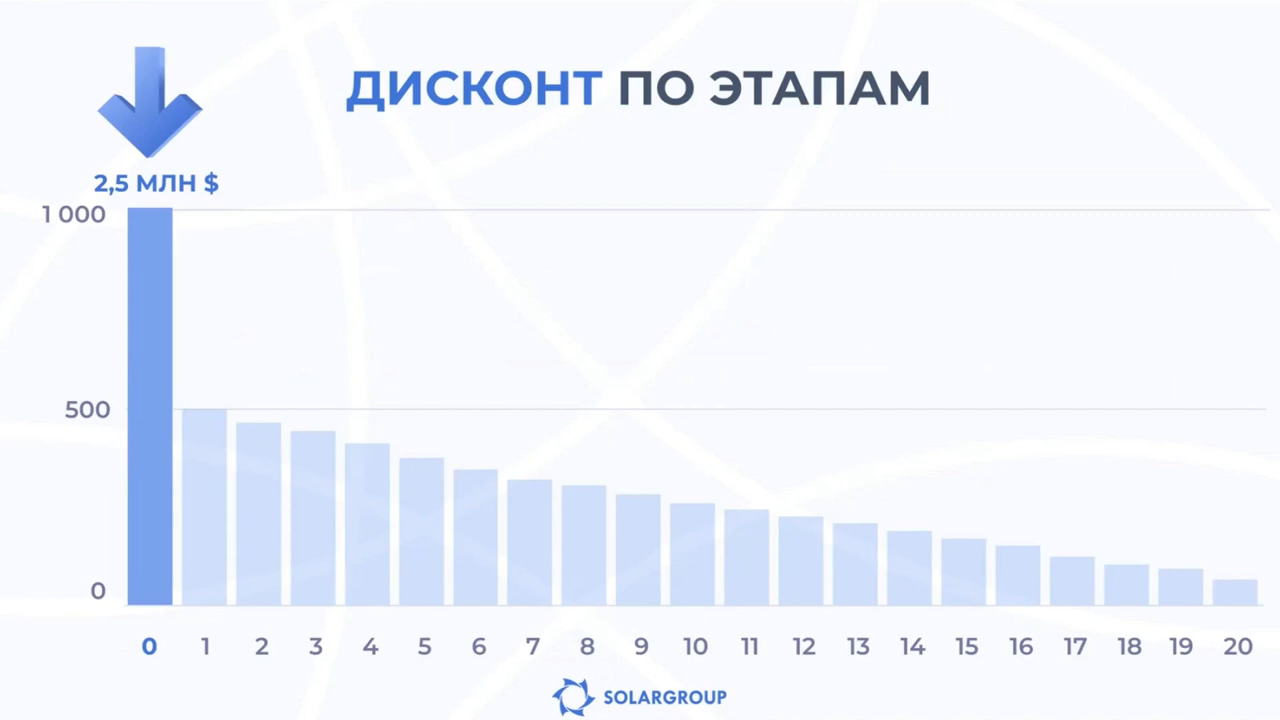 ДИСКОНТ ПО ЭТАПАМ
2,5 МЛН $
1 000
500
0
0 1 2 3 4 5 6 7 8 9 10 11 12 13 14 15 16 17 18 19 20
SOLARGROUP